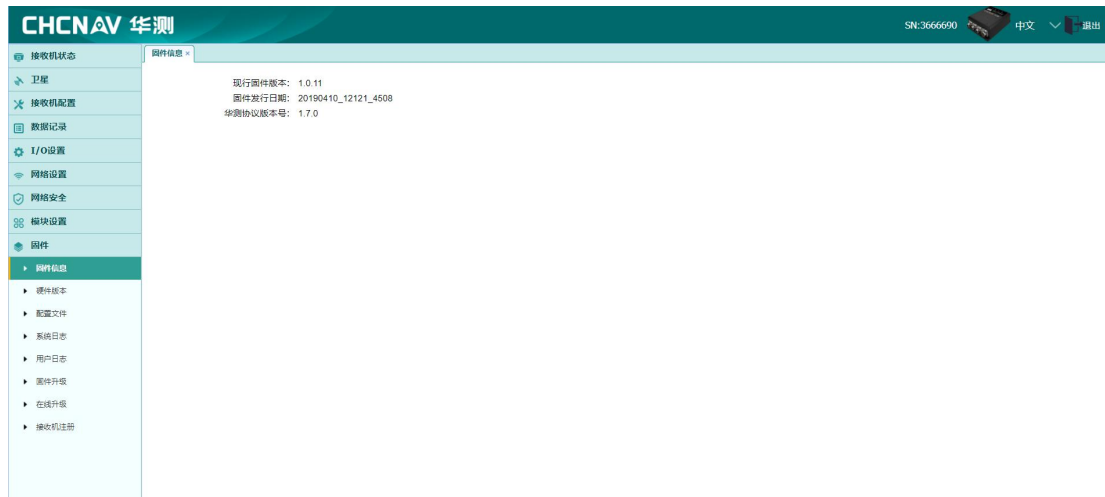 CHCNAV 华测
SN:3666690 中文 退出
接收机状态
卫星
接收机配置
数据记录
I/O设置
网络设置
网络安全
模块设置
固件
固件信息
硬件版本
配置文件
系统日志
用户日志
固件升级
在线升级
接收机注册
固件信息 ×
现行固件版本: 1.0.11
固件发行日期: 20190410_12121_4508
华测协议版本号: 1.7.0